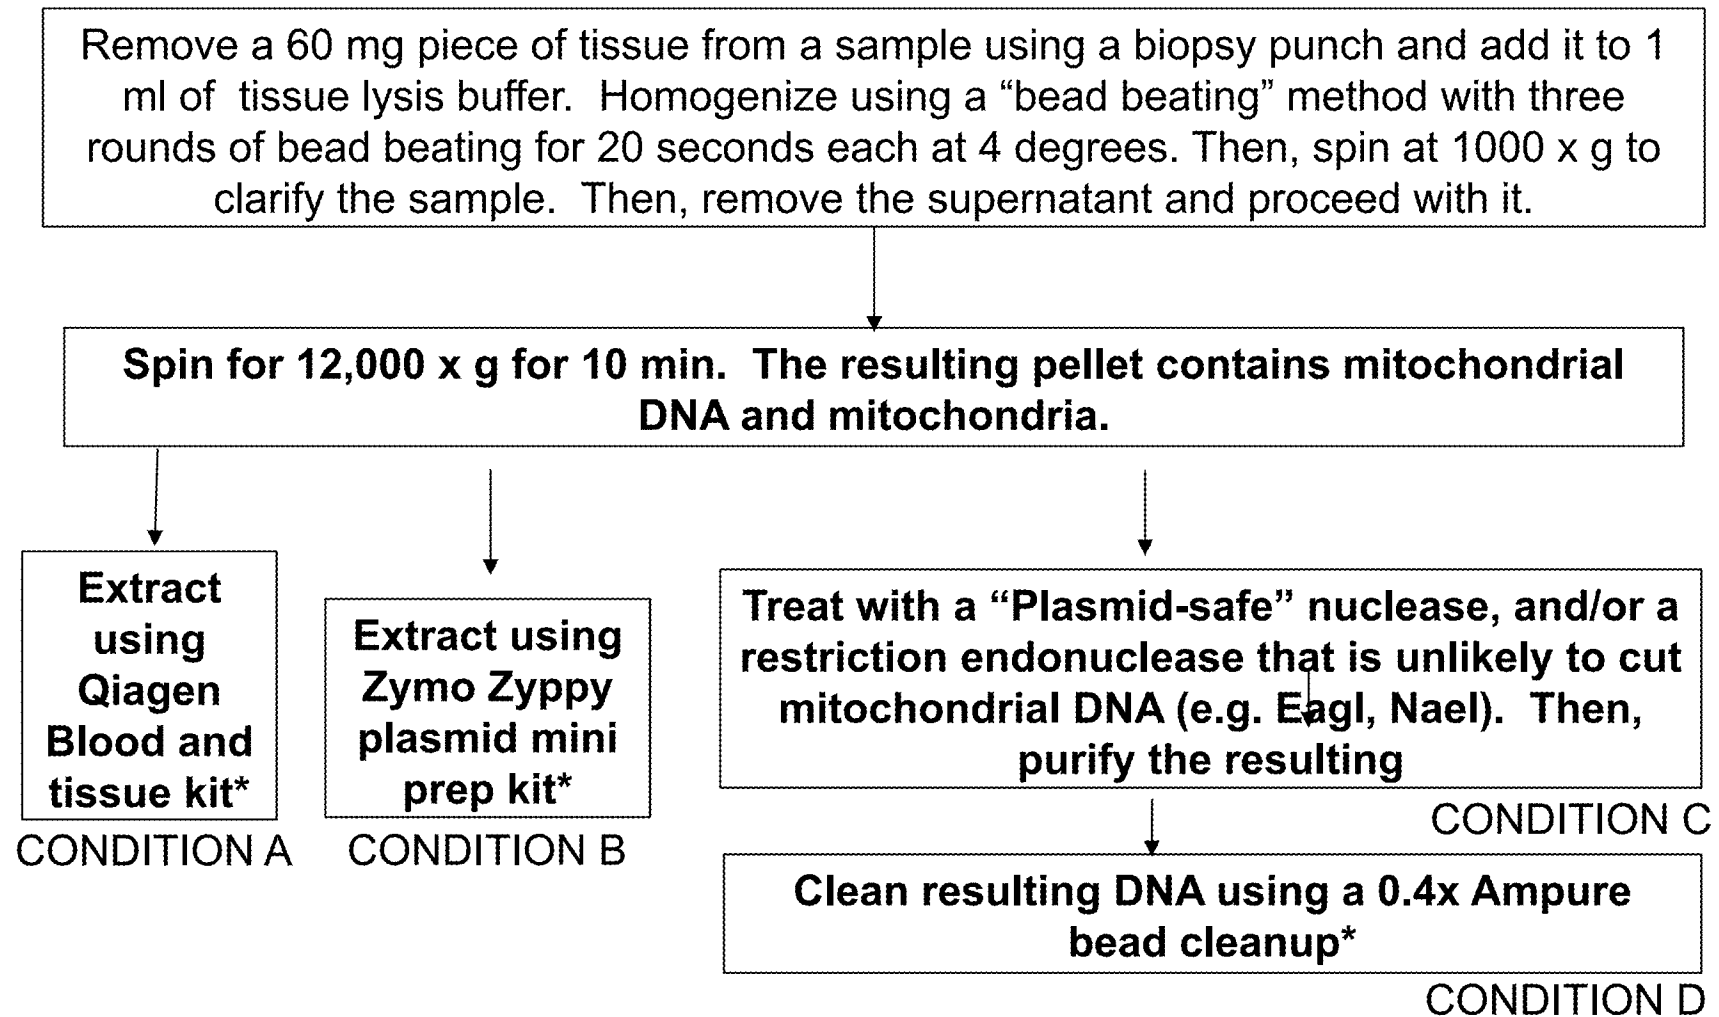 Remove a 60 mg piece of tissue from a sample using a biopsy punch and add it to 1
ml of  tissue lysis buffer.  Homogenize using a “bead beating” method with three
rounds of bead beating for 20 seconds each at 4 degrees. Then, spin at 1000 x g to
clarify the sample.  Then, remove the supernatant and proceed with it.
Spin for 12,000 x g for 10 min.  The resulting pellet contains mitochondrial
DNA and mitochondria.
Extract
using
Qiagen
Blood and
tissue kit*
CONDITION A
Extract using
Zymo Zyppy
plasmid mini
prep kit*
CONDITION B
Treat with a “Plasmid-safe” nuclease, and/or a
restriction endonuclease that is unlikely to cut
mitochondrial DNA (e.g. EagI, NaeI).  Then,
purify the resulting
CONDITION C
Clean resulting DNA using a 0.4x Ampure
bead cleanup*
CONDITION D